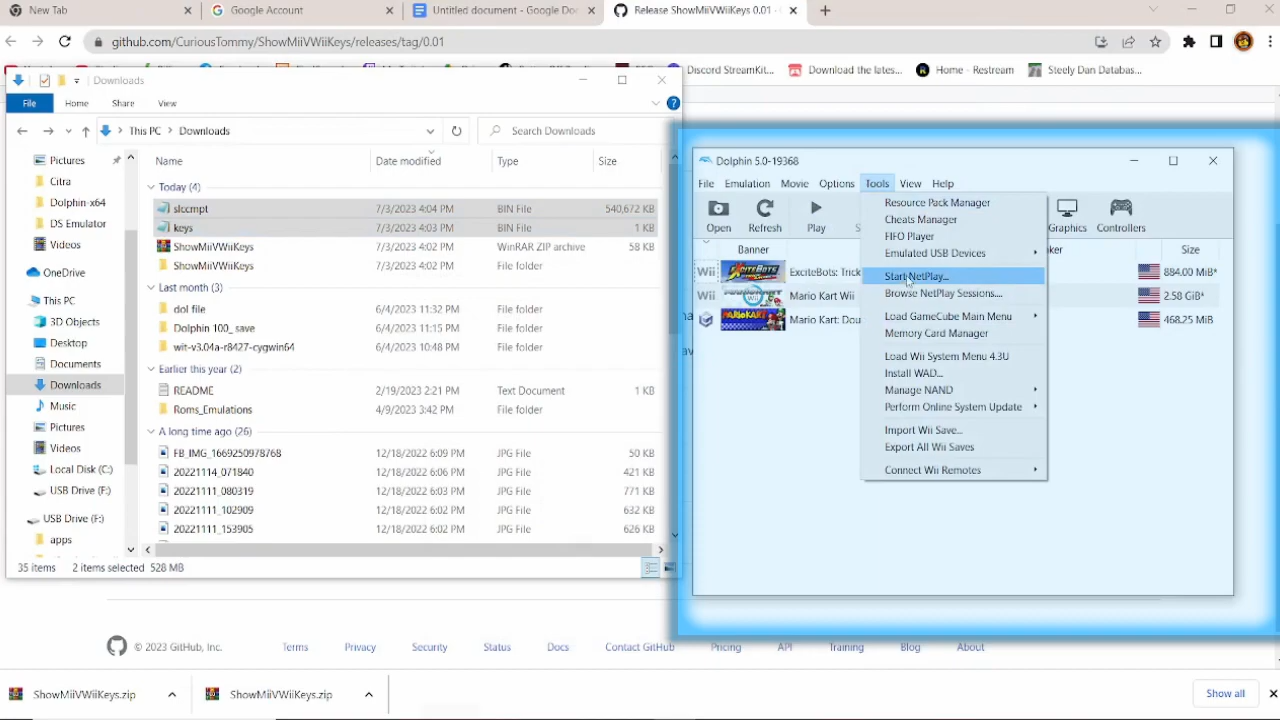 New Tab
Google Account
Untitled document - Google Do
Release ShowMiiVWiiKeys 0.01
github.com/CuriousTommy/ShowMiiVWiiKeys/releases/tag/0.01
Discord StreamKit...
Download the lates...
Home - Restream
Steely Dan Databas...
Downloads
File Home Share View
This PC > Downloads
Search Downloads
Name Date modified Type Size
Pictures
Citra
Dolphin-x64
DS Emulator
Videos
OneDrive
This PC
3D Objects
Desktop
Documents
Downloads
Music
Pictures
Videos
Local Disk (C:)
USB Drive (F:)
USB Drive (F:)
apps
Today (4)
slccmpt 7/3/2023 4:04 PM BIN File 540,672 KB
keys 7/3/2023 4:03 PM BIN File 1 KB
ShowMiiVWiiKeys 7/3/2023 4:02 PM WinRAR ZIP archive 58 KB
ShowMiiVWiiKeys 7/3/2023 4:02 PM File folder
Last month (3)
dol file 6/4/2023 11:32 PM File folder
Dolphin 100_ save 6/4/2023 11:15 PM File folder
wit-v3.04a-r8427-cygwin64 6/4/2023 10:48 PM File folder
Earlier this year (2)
README 2/19/2023 2:21 PM Text Document 1 KB
Roms_Emulations 4/9/2023 3:42 PM File folder
A long time ago (26)
FB_IMG_1669250978768 12/18/2022 6:09 PM JPG File 50 KB
20221114_071840 12/18/2022 6:06 PM JPG File 421 KB
20221111_080319 12/18/2022 6:03 PM JPG File 771 KB
20221111_102909 12/18/2022 6:03 PM JPG File 632 KB
20221111_153905 12/18/2022 6:02 PM JPG File 626 KB
35 items 2 items selected 528 MB
Dolphin 5.0-19368
File Emulation Movie Options Tools View Help
Open Refresh Play Graphics Controllers
Banner Size
Wii ExciteBots: Trick 884.00 MiB*
Wii Mario Kart Wii 2.58 GiB*
Mario Kart: Dou 468.25 MiB
Resource Pack Manager
Cheats Manager
FIFO Player
Emulated USB Devices
Start NetPlay...
Browse NetPlay Sessions....
Load GameCube Main Menu
Memory Card Manager
Load Wii System Menu 4.3U
Install WAD...
Manage NAND
Perform Online System Update
Import Wii Save...
Export All Wii Saves
Connect Wii Remotes
© 2023 GitHub, Inc. Terms Privacy Security Status Docs Contact GitHub Pricing API Training Blog About
ShowMiiVWiiKeys.zip
ShowMiiVWiiKeys.zip
Show all